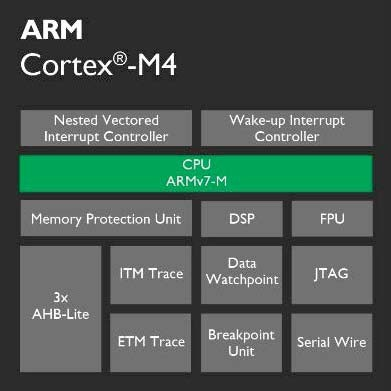 ARM
Cortex®-M4
Nested Vectored
Interrupt Controller
Wake-up Interrupt
Controller
CPU
ARMv7-M
Memory Protection Unit
DSP
FPU
3x
AHB-Lite
ITM Trace
Data
Watchpoint
JTAG
ETM Trace
Breakpoint
Unit
Serial Wire